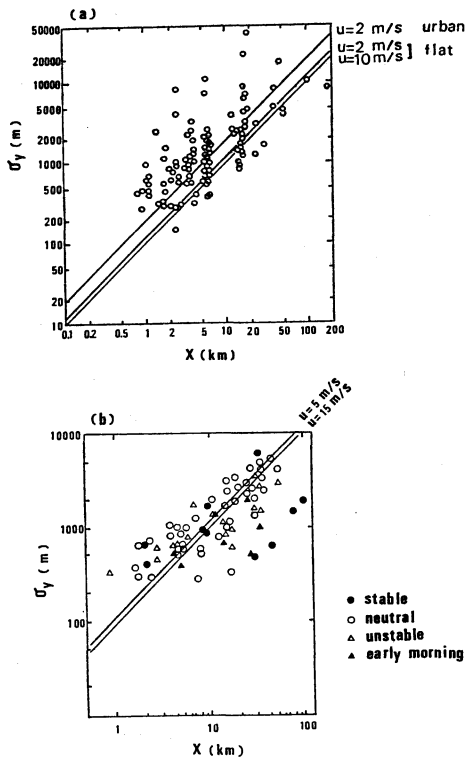 (a)
u=2 m/s urban
u=2 m/s
u=10m/s ] flat
50000
20000
10000
5000
2000
1000
500
200
100
50
20
10
σy (m)
0.1 0.2 0.5 1 2 5 10 20 50 100 200
X (km)
(b)
u=5 m/s
u=15 m/s
10000
1000
100
σy (m)
1 10 100
X (km)
● stable
○ neutral
△ unstable
▲ early morning